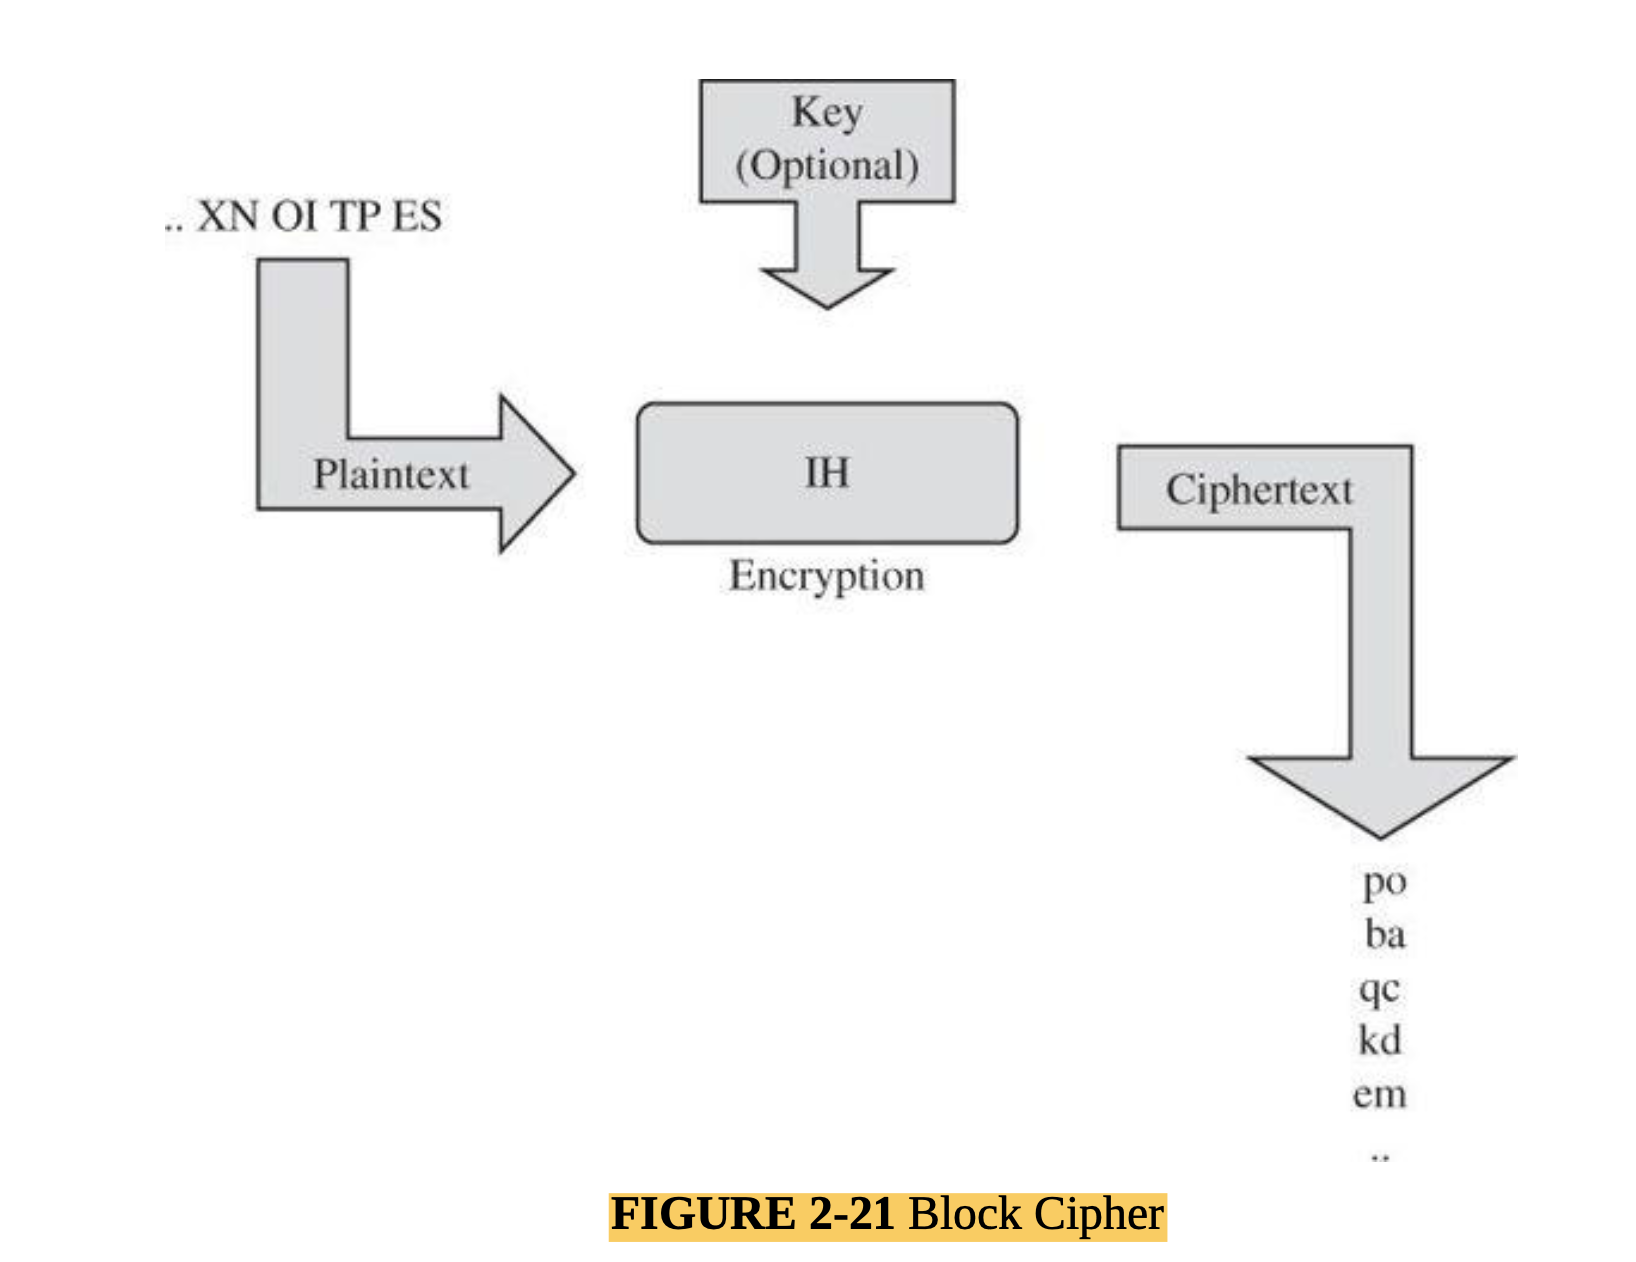 Key
(Optional)
.. XN OI TP ES
Plaintext
IH
Ciphertext
Encryption
po
ba
qc
kd
em
..
FIGURE 2-21 Block Cipher